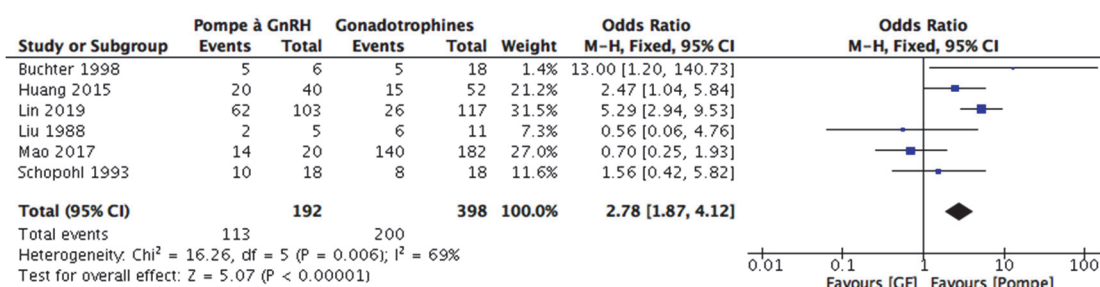 Pompe à GnRH Gonadotrophines Odds Ratio Odds Ratio
Study or Subgroup Events Total Events Total Weight M-H, Fixed, 95% CI M-H, Fixed, 95% CI
Buchter 1998 5 6 5 18 1.4% 13.00 [1.20, 140.73]
Huang 2015 20 40 15 52 21.2% 2.47 [1.04, 5.84]
Lin 2019 62 103 26 117 31.5% 5.29 [2.94, 9.53]
Liu 1988 2 5 6 11 7.3% 0.56 [0.06, 4.76]
Mao 2017 14 20 140 182 27.0% 0.70 [0.25, 1.93]
Schopohl 1993 10 18 8 18 11.6% 1.56 [0.42, 5.82]
Total (95% CI) 192 398 100.0% 2.78 [1.87, 4.12]
Total events 113 200
Heterogeneity: Chi² = 16.26, df = 5 (P = 0.006); I² = 69%
Test for overall effect: Z = 5.07 (P < 0.00001)
0.01 0.1 1 10 100
Favours [GE] Favours [Pompe]